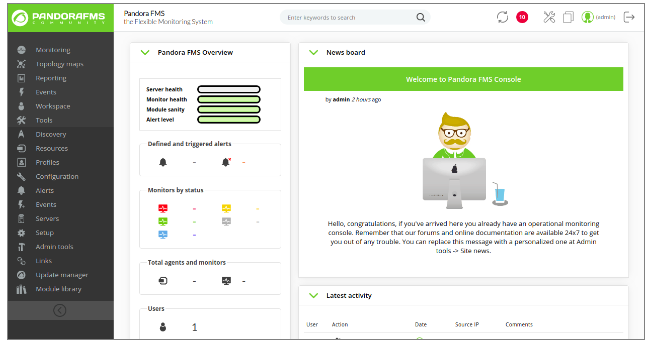 PANDORAFMS
COMMUNITY
Pandora FMS
the Flexible Monitoring System
Enter keywords to search
10
(admin)
Monitoring
Topology maps
Reporting
Events
Workspace
Tools
Discovery
Resources
Profiles
Configuration
Alerts
Events
Servers
Setup
Admin tools
Links
Update manager
Module library
Pandora FMS Overview
Server health
Monitor health
Module sanity
Alert level
Defined and triggered alerts
- -
Monitors by status
- -
- -
-
Total agents and monitors
- -
Users
1
News board
Welcome to Pandora FMS Console
by admin 2 hours ago
Hello, congratulations, if you've arrived here you already have an operational monitoring
console. Remember that our forums and online documentation are available 24x7 to get
you out of any trouble. You can replace this message with a personalized one at Admin
tools -> Site news.
Latest activity
User Action Date Source IP Comments